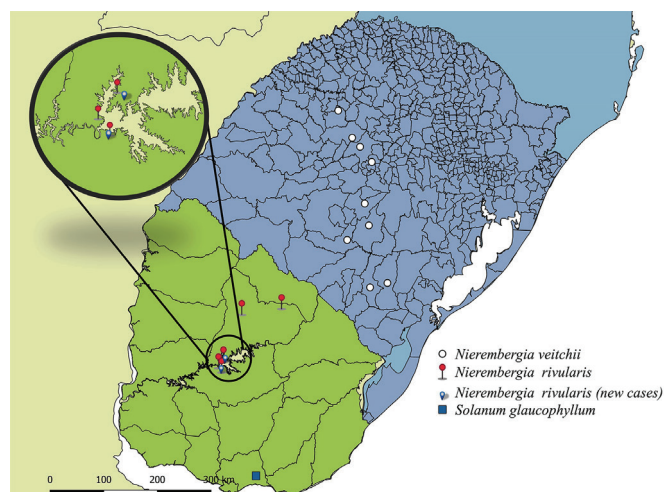 Nierembergia veitchii
Nierembergia rivularis
Nierembergia rivularis (new cases)
Solanum glaucophyllum
0 100 200 300 km